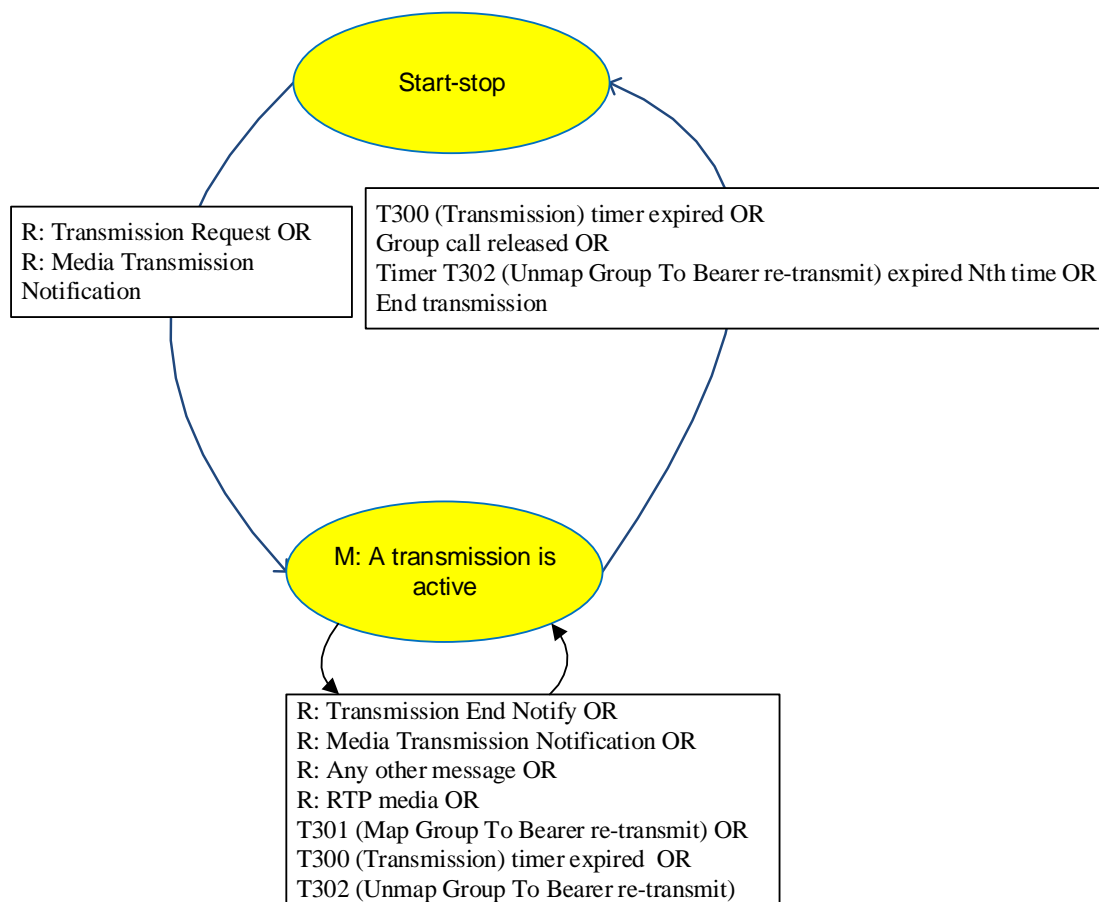 Start-stop
R: Transmission Request OR
R: Media Transmission
Notification
T300 (Transmission) timer expired OR
Group call released OR
Timer T302 (Unmap Group To Bearer re-transmit) expired Nth time OR
End transmission
M: A transmission is
active
R: Transmission End Notify OR
R: Media Transmission Notification OR
R: Any other message OR
R: RTP media OR
T301 (Map Group To Bearer re-transmit) OR
T300 (Transmission) timer expired  OR
T302 (Unmap Group To Bearer re-transmit)